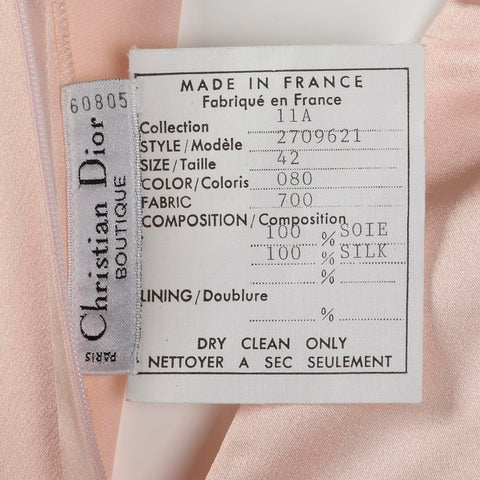 60805
Christian Dior
BOUTIQUE
PARIS
MADE IN FRANCE
Fabriqué en France
Collection 11A
STYLE/Modèle 2709621
SIZE/Taille 42
COLOR/Coloris 080
FABRIC 700
COMPOSITION/Composition
100 % SOIE
100 % SILK
%
LINING/Doublure
%
DRY CLEAN ONLY
NETTOYER A SEC SEULEMENT